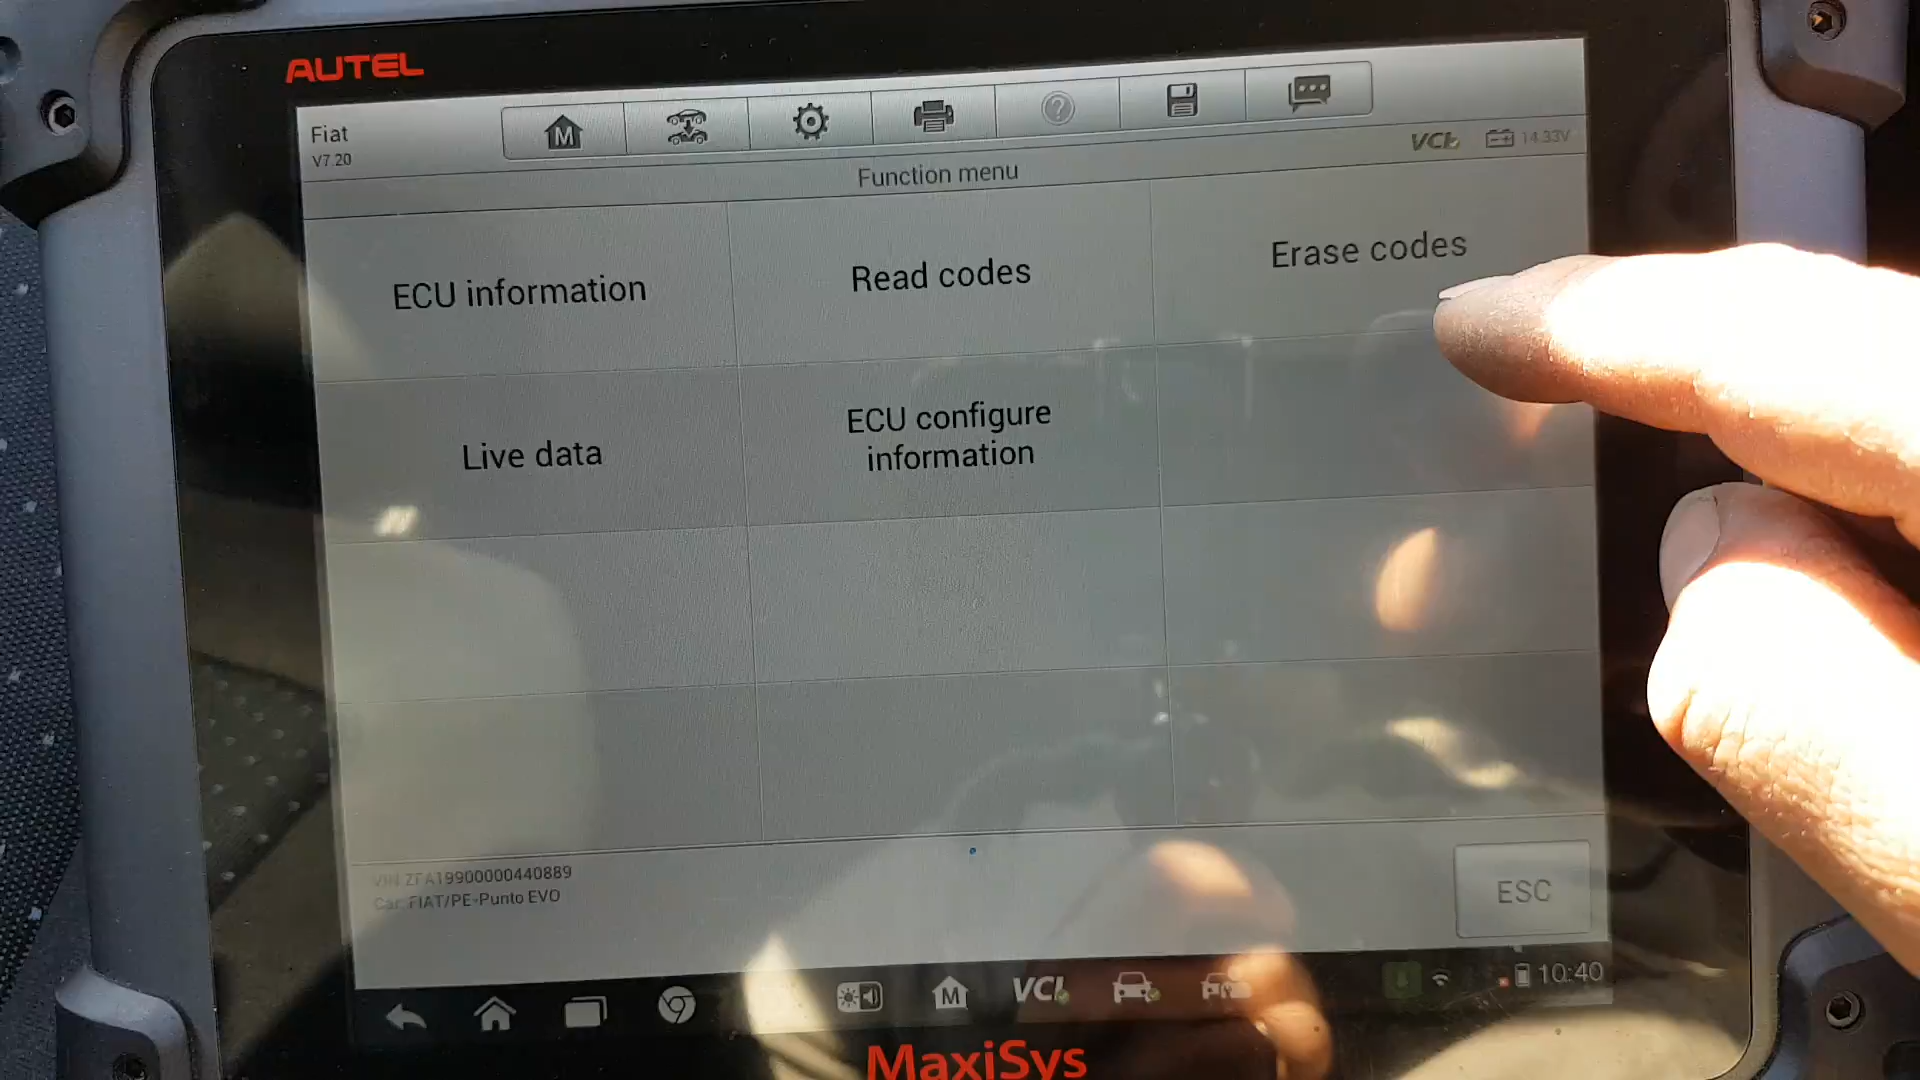 AUTEL
Fiat
V7.20
M
?
VCI
14.33V
Function menu
ECU information
Read codes
Erase codes
Live data
ECU configure
information
VIN ZFA19900000440889
Car: FIAT/PE-Punto EVO
ESC
M
VCI
10:40
MaxiSys